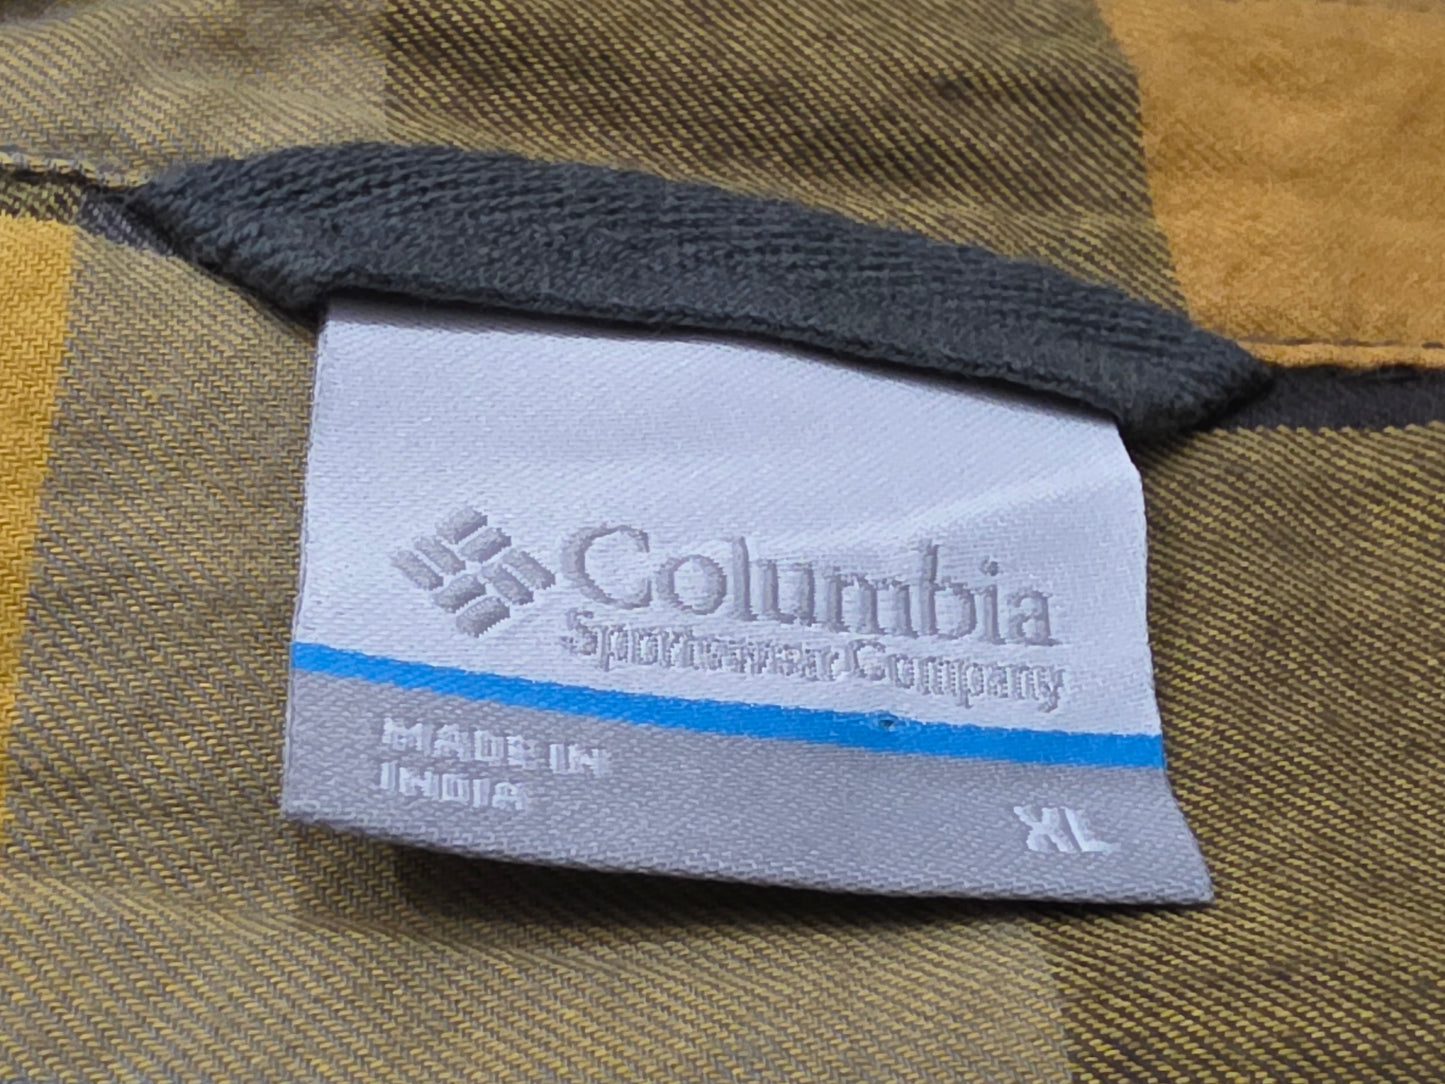 Columbia
Sportswear Company
MADE IN
INDIA
XL